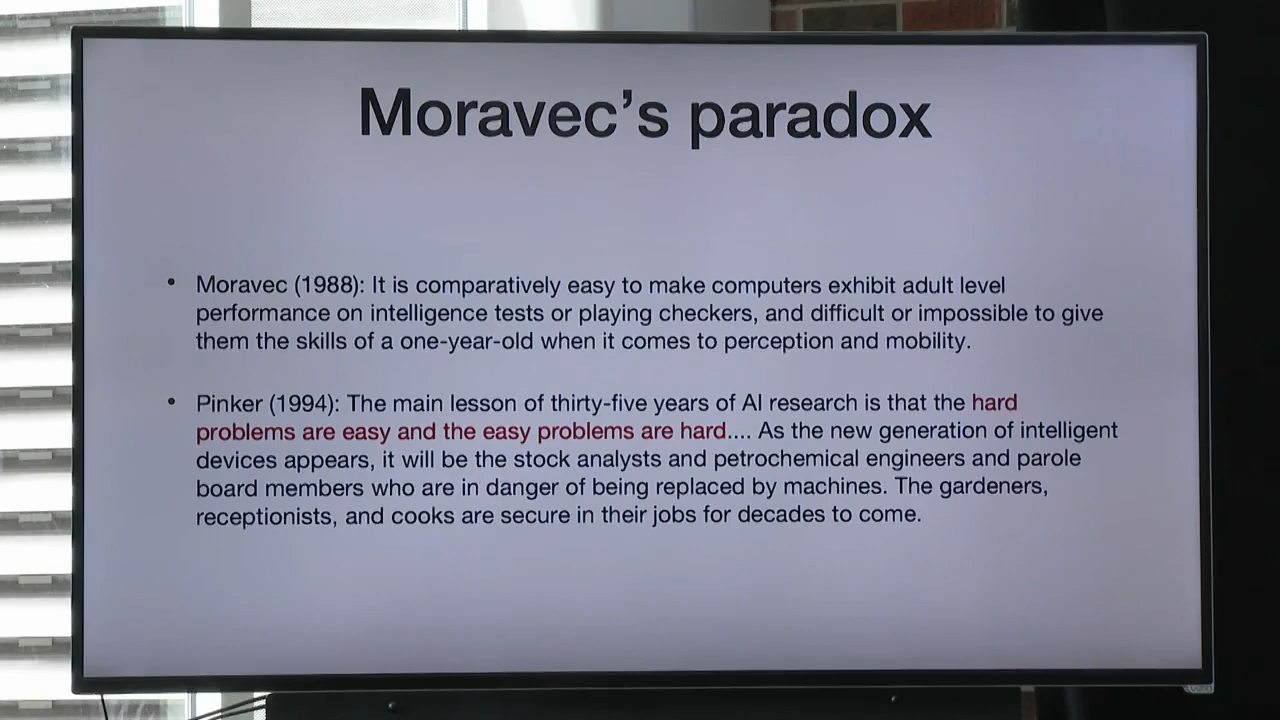 Moravec's paradox
• Moravec (1988): It is comparatively easy to make computers exhibit adult level
performance on intelligence tests or playing checkers, and difficult or impossible to give
them the skills of a one-year-old when it comes to perception and mobility.
• Pinker (1994): The main lesson of thirty-five years of AI research is that the hard
problems are easy and the easy problems are hard.... As the new generation of intelligent
devices appears, it will be the stock analysts and petrochemical engineers and parole
board members who are in danger of being replaced by machines. The gardeners,
receptionists, and cooks are secure in their jobs for decades to come.